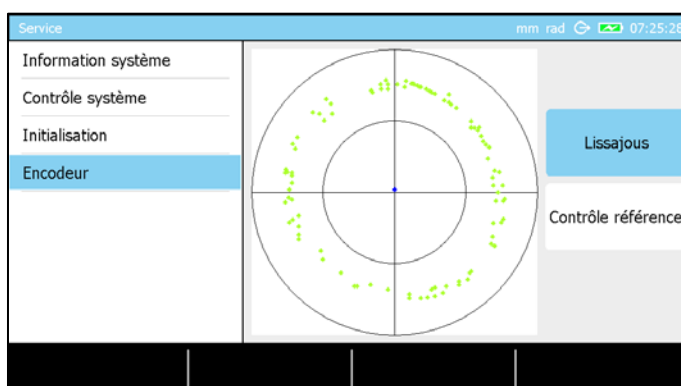 Service mm rad 07:25:28
Information système
Contrôle système
Initialisation
Encodeur
Lissajous
Contrôle référence